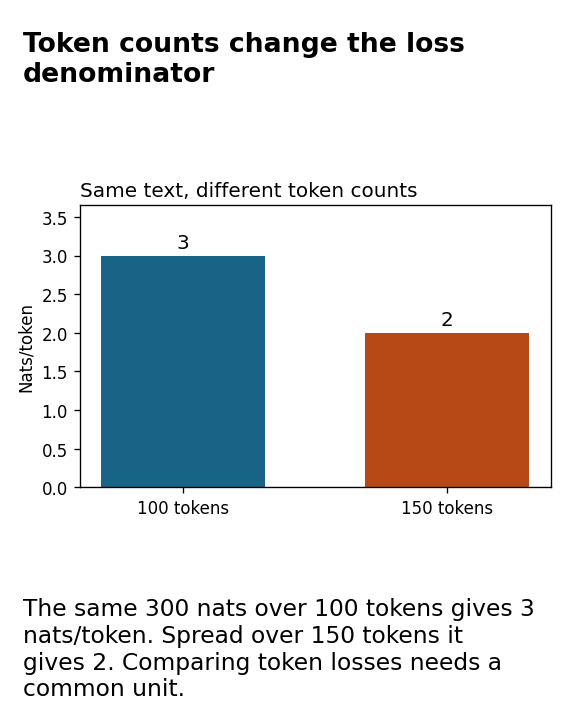 Token counts change the loss
denominator
Same text, different token counts
3.5
3.0
2.5
2.0
1.5
1.0
0.5
0.0
Nats/token
3
2
100 tokens
150 tokens
The same 300 nats over 100 tokens gives 3
nats/token. Spread over 150 tokens it
gives 2. Comparing token losses needs a
common unit.